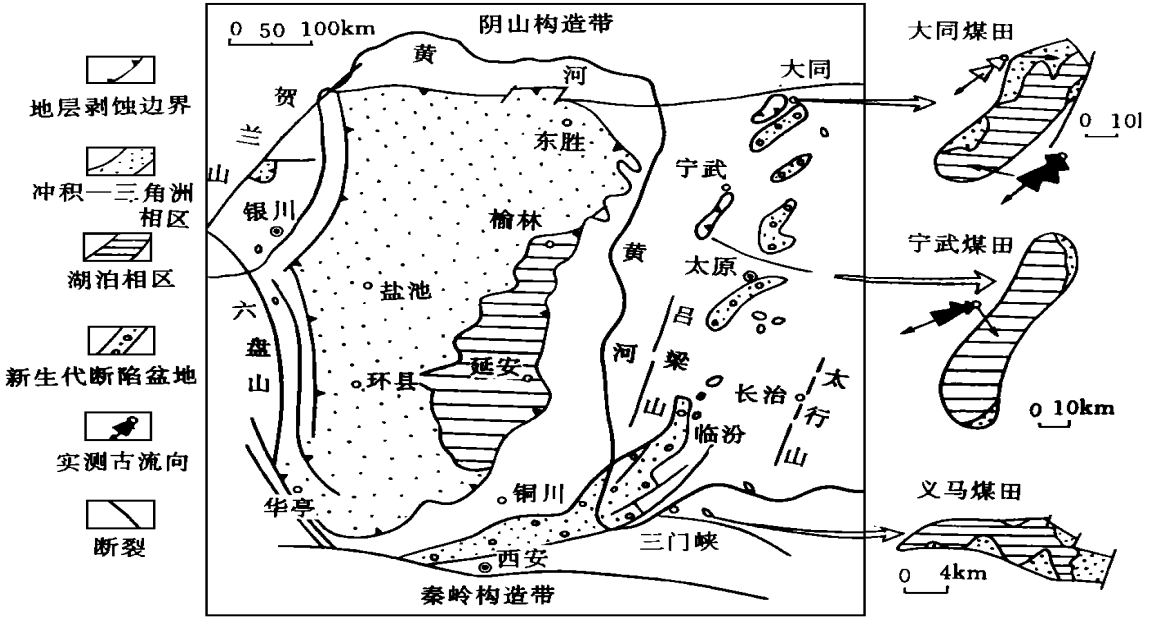 0 50 100km
阴山构造带
黄
河
大同
大同煤田
0 10l
地层剥蚀边界
冲积—三角洲
相区
湖泊相区
新生代断陷盆地
实测古流向
断裂
贺
兰
山
银川
东胜
宁武
榆林
黄
河
太原
盐池
六
盘
山
吕
梁
山
环县
延安
长治
太
行
山
临汾
宁武煤田
0 10km
华亭
铜川
西安
三门峡
秦岭构造带
义马煤田
0 4km